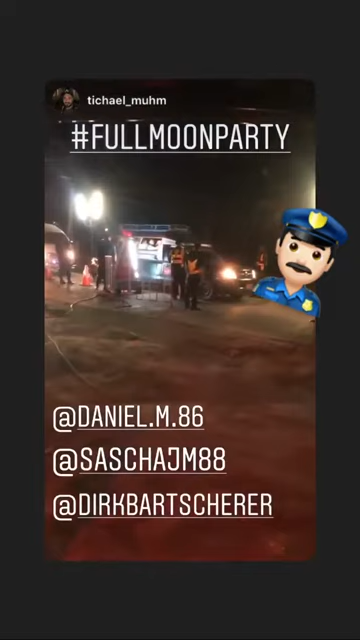 tichael_muhm
#FULLMOONPARTY
@DANIEL.M.86
@SASCHAJM88
@DIRKBARTSCHERER